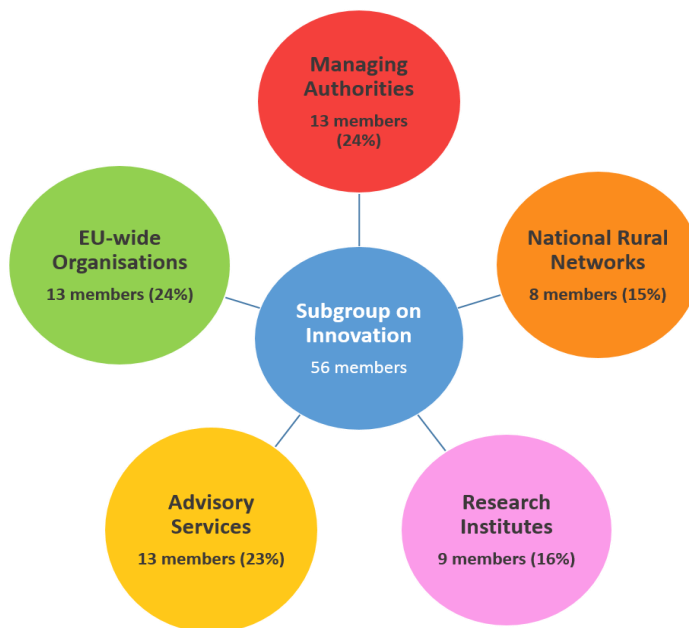 Managing
Authorities
13 members
(24%)
EU-wide
Organisations
13 members (24%)
National Rural
Networks
8 members (15%)
Subgroup on
Innovation
56 members
Advisory
Services
13 members (23%)
Research
Institutes
9 members (16%)